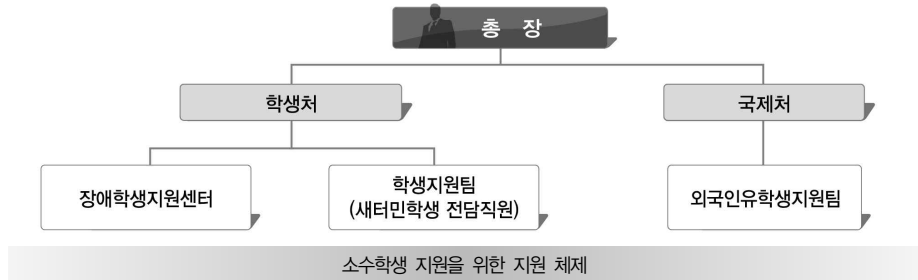 총 장
학생처
국제처
장애학생지원센터
학생지원팀
(새터민학생 전담직원)
외국인유학생지원팀
소수학생 지원을 위한 지원 체제